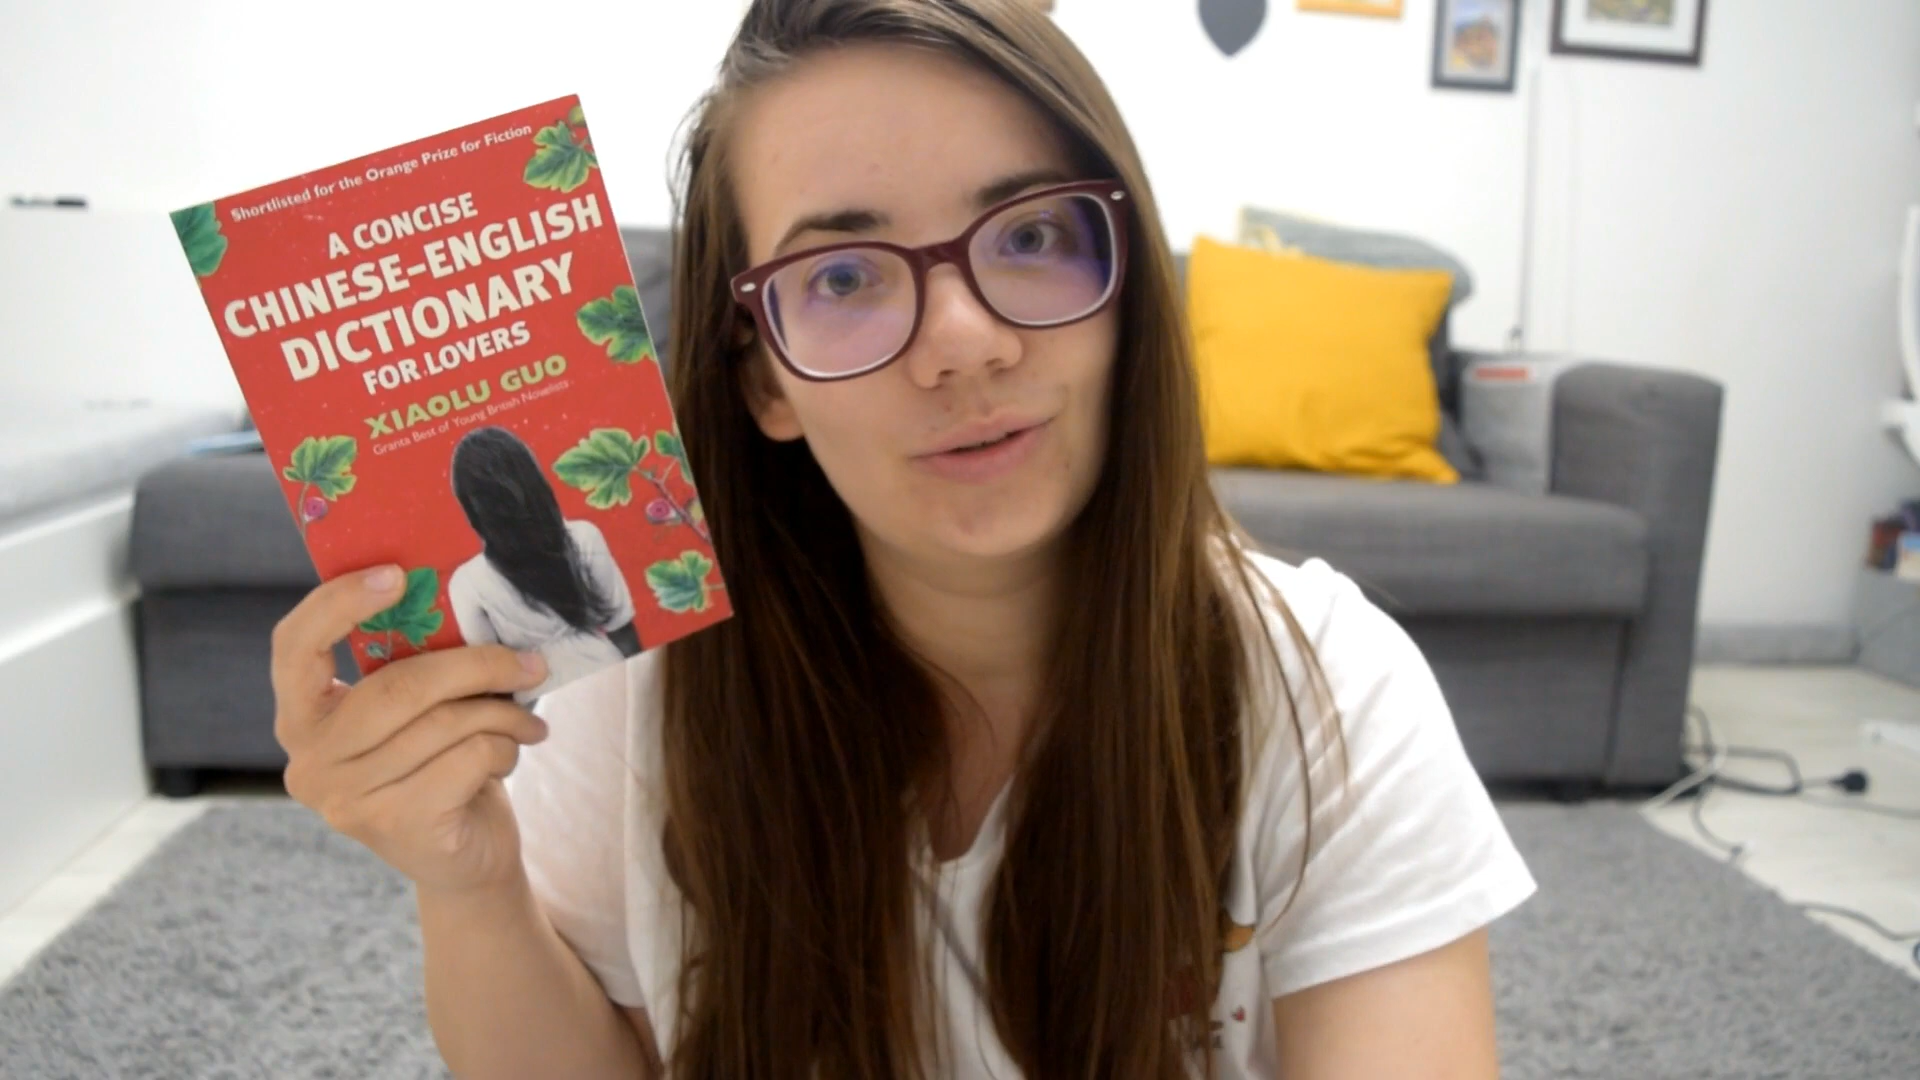 Shortlisted for the Orange Prize for Fiction
A CONCISE
CHINESE-ENGLISH
DICTIONARY
FOR LOVERS
XIAOLU GUO
Granta Best of Young British Novelists